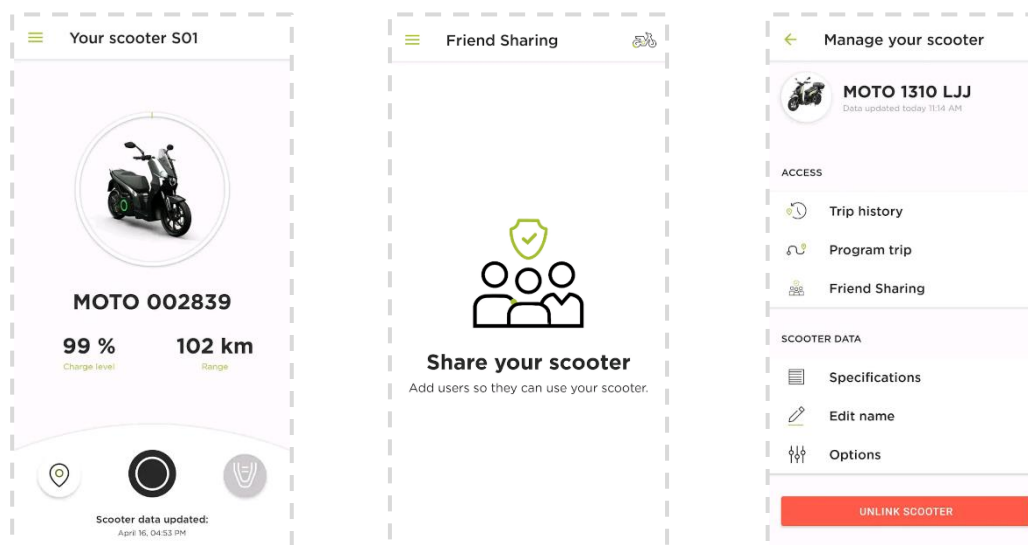 Your scooter S01
MOTO 002839
99 % 102 km
Charge level Range
Scooter data updated:
April 16, 04:53 PM
Friend Sharing
Share your scooter
Add users so they can use your scooter.
Manage your scooter
MOTO 1310 LJJ
Data updated today 11:14 AM
ACCESS
Trip history
Program trip
Friend Sharing
SCOOTER DATA
Specifications
Edit name
Options
UNLINK SCOOTER